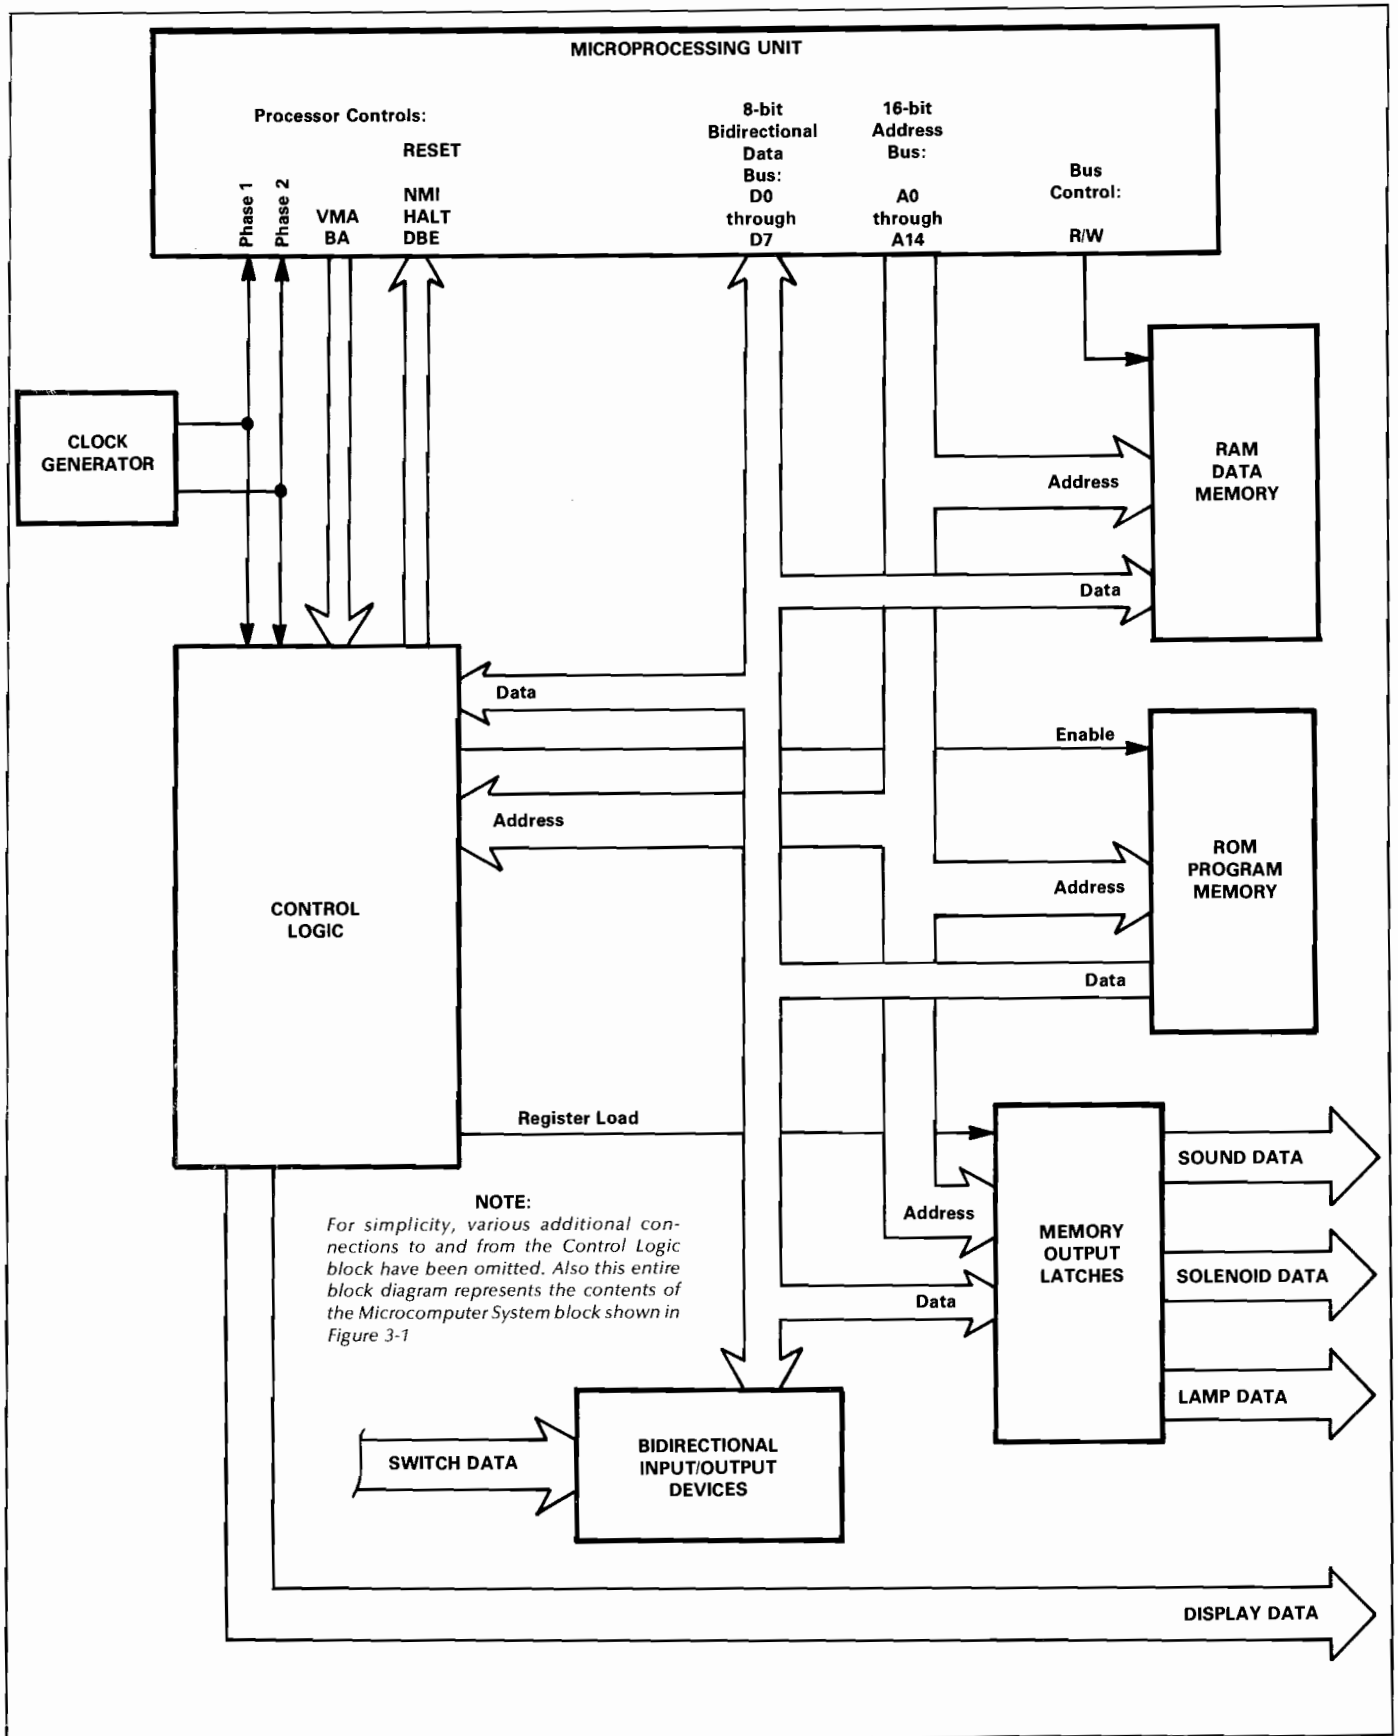 MICROPROCESSING UNIT
Processor Controls:
Phase 1
Phase 2
VMA
BA
RESET
NMI
HALT
DBE
8-bit
Bidirectional
Data
Bus:
D0
through
D7
16-bit
Address
Bus:
A0
through
A14
Bus
Control:
R/W
CLOCK
GENERATOR
RAM
DATA
MEMORY
Address
Data
Data
Enable
Address
ROM
PROGRAM
MEMORY
Address
Data
CONTROL
LOGIC
Register Load
MEMORY
OUTPUT
LATCHES
Address
Data
SOUND DATA
SOLENOID DATA
LAMP DATA
NOTE:
For simplicity, various additional con-
nections to and from the Control Logic
block have been omitted. Also this entire
block diagram represents the contents of
the Microcomputer System block shown in
Figure 3-1
SWITCH DATA
BIDIRECTIONAL
INPUT/OUTPUT
DEVICES
DISPLAY DATA